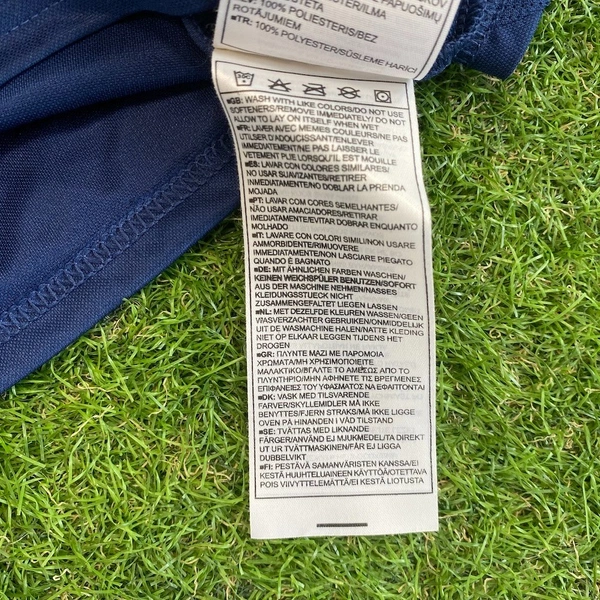 100% POLIESTERIS/BEZ
ROTĀJUMIEM
■TR: 100% POLYESTER/SÜSLEME HARİÇ!
■GB: WASH WITH LIKE COLORS/DO NOT USE
SOFTENERS/REMOVE IMMEDIATELY/ DO NOT
ALLOW TO LAY ON ITSELF WHEN WET
■FR: LAVER AVEC MEMES COULEURS/NE PAS
UTILISER D'ADOUCISSANT/ENLEVER
IMMEDIATEMENT/NE PAS LAISSER LE
VETEMENT PLIE LORSQU'IL EST MOUILLE
■ES: LAVAR CON COLORES SIMILARES/
NO USAR SUAVIZANTES/RETIRER
INMEDIATAMENTE/NO DOBLAR LA PRENDA
MOJADA
■PT: LAVAR COM CORES SEMELHANTES/
NÃO USAR AMACIADORES/RETIRAR
IMEDIATAMENTE/EVITAR DOBRAR ENQUANTO
MOLHADO
■IT: LAVARE CON COLORI SIMILI/NON USARE
AMMORBIDENTE/RIMUOVERE
IMMEDIATAMENTE/NON LASCIARE PIEGATO
QUANDO È BAGNATO
■DE: MIT ÄHNLICHEN FARBEN WASCHEN/
KEINEN WEICHSPÜLER BENUTZEN/SOFORT
AUS DER MASCHINE NEHMEN/NASSES
KLEIDUNGSSTUECK NICHT
ZUSAMMENGEFALTET LIEGEN LASSEN
■NL: MET DEZELFDE KLEUREN WASSEN/GEEN
WASVERZACHTER GEBRUIKEN/ONMIDDELIJK
UIT DE WASMACHINE HALEN/NATTE KLEDING
NIET OP ELKAAR LEGGEN TIJDENS HET
DROGEN
■GR: ΠΛΥΝΤΕ ΜΑΖΙ ΜΕ ΠΑΡΟΜΟΙΑ
ΧΡΩΜΑΤΑ/ΜΗ ΧΡΗΣΙΜΟΠΟΙΕΙΤΕ
ΜΑΛΑΚΤΙΚΟ/ΒΓΑΛΤΕ ΤΟ ΑΜΕΣΩΣ ΑΠΟ ΤΟ
ΠΛΥΝΤΗΡΙΟ/ΜΗΝ ΑΦΗΝΕΤΕ ΤΙΣ ΒΡΕΓΜΕΝΕΣ
ΕΠΙΦΑΝΕΙΕΣ ΤΟΥ ΥΦΑΣΜΑΤΟΣ ΝΑ ΕΦΑΠΤΟΝΤΑΙ
■DK: VASK MED TILSVARENDE
FARVER/SKYLLEMIDLER MÅ IKKE
BENYTTES/FJERN STRAKS/MÅ IKKE LIGGE
OVEN PÅ HINANDEN I VÅD TILSTAND
■SE: TVÄTTAS MED LIKNANDE
FÄRGER/ANVÄND EJ MJUKMEDEL/TA DIREKT
UT UR TVÄTTMASKINEN/FÅR EJ LIGGA
DUBBELVIKT
■FI: PESTÄVÄ SAMANVÄRISTEN KANSSA/EI
KESTÄ HUUHTELUAINEEN KÄYTTÖÄ/OTETTAVA
POIS VIIVYTTELEMÄTTÄ/EI KESTÄ LIOTUSTA